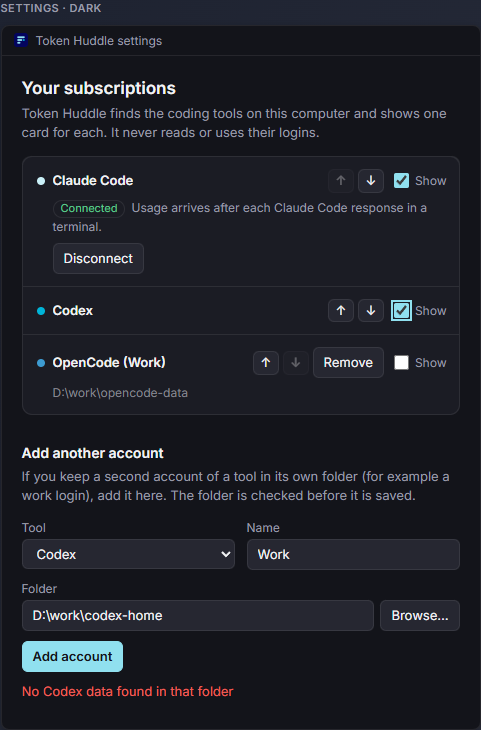 SETTINGS · DARK
Token Huddle settings
Your subscriptions
Token Huddle finds the coding tools on this computer and shows one
card for each. It never reads or uses their logins.
Claude Code ↑ ↓ Show
Connected Usage arrives after each Claude Code response in a
terminal.
Disconnect
Codex ↑ ↓ Show
OpenCode (Work) ↑ ↓ Remove Show
D:\work\opencode-data
Add another account
If you keep a second account of a tool in its own folder (for example a
work login), add it here. The folder is checked before it is saved.
Tool Name
Codex Work
Folder
D:\work\codex-home Browse...
Add account
No Codex data found in that folder